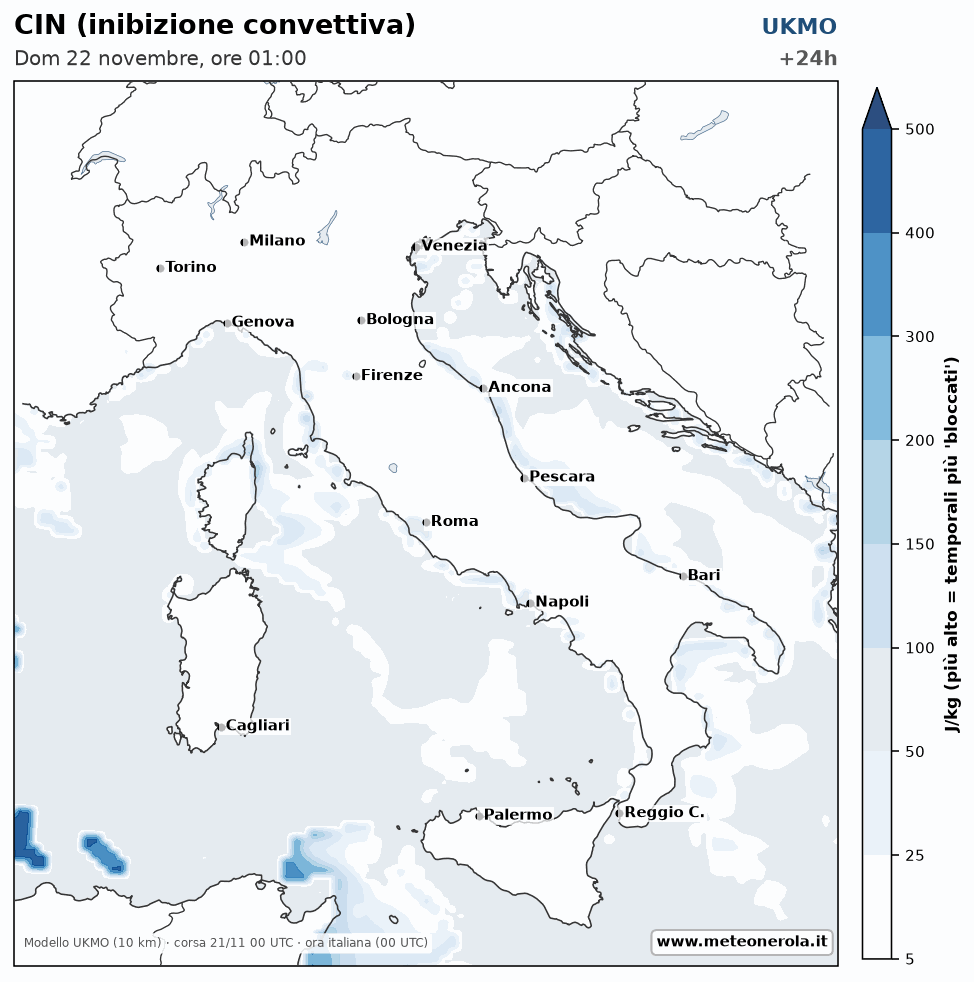 CIN (inibizione convettiva)
UKMO
Dom 22 novembre, ore 01:00
+24h
Milano
Venezia
Torino
Genova
Bologna
Firenze
Ancona
Pescara
Roma
Bari
Napoli
Cagliari
Palermo
Reggio C.
Modello UKMO (10 km) · corsa 21/11 00 UTC · ora italiana (00 UTC)
www.meteonerola.it
500
400
300
200
150
100
50
25
5
J/kg (più alto = temporali più 'bloccati')